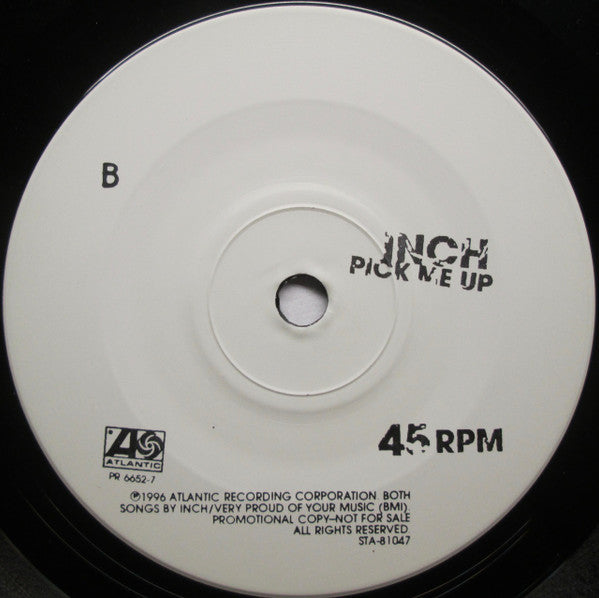 B
INCH
PICK ME UP
45 RPM
ATLANTIC
PR 6652-7
℗1996 ATLANTIC RECORDING CORPORATION. BOTH
SONGS BY INCH/VERY PROUD OF YOUR MUSIC (BMI).
PROMOTIONAL COPY–NOT FOR SALE
ALL RIGHTS RESERVED.
STA-81047